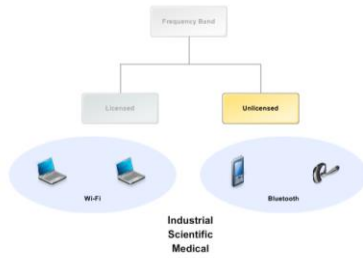 Frequency Band
Licensed
Unlicensed
Wi-Fi
Bluetooth
Industrial
Scientific
Medical